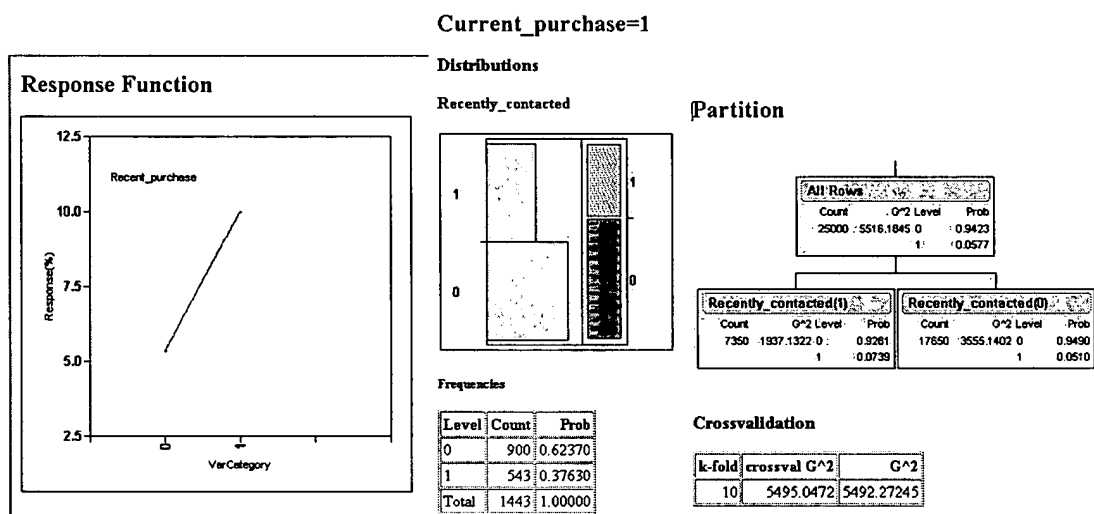 Current_purchase=1
Response Function
12.5
10.0
7.5
5.0
2.5
Response(%)
Recent_purchase
0
1
VarCategory
Distributions
Recently_contacted
1
0
1
0
Frequencies
Level Count Prob
0 900 0.62370
1 543 0.37630
Total 1443 1.00000
Partition
All Rows
Count G^2 Level Prob
25000 5516.1845 0 0.9423
1 0.0577
Recently_contacted(1) Recently_contacted(0)
Count G^2 Level Prob Count G^2 Level Prob
7350 1937.1322 0 0.9261 17650 3555.1402 0 0.9490
1 0.0739 1 0.0510
Crossvalidation
k-fold crossval G^2 G^2
10 5495.0472 5492.27245